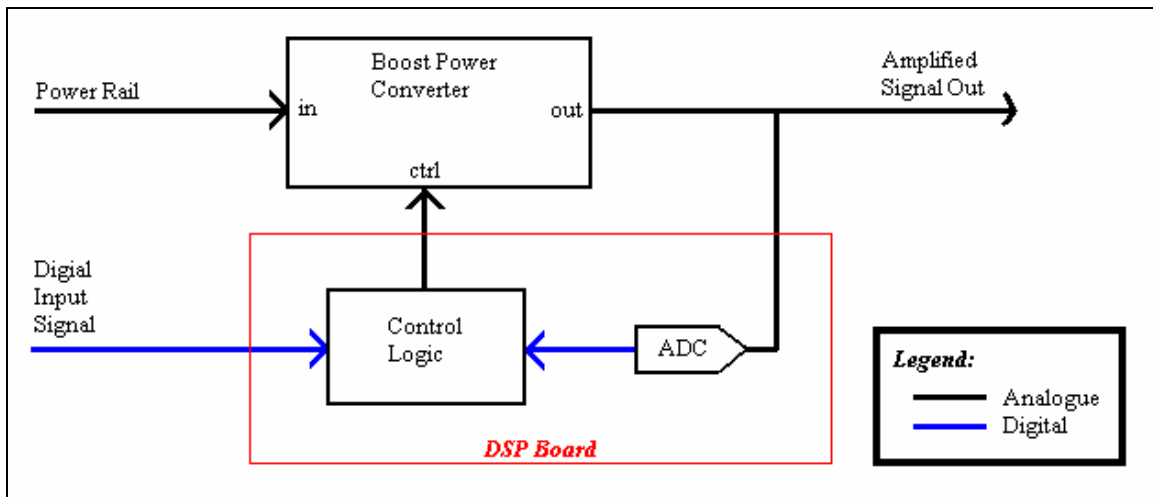 Boost Power
Converter
Power Rail
in
out
ctrl
Amplified
Signal Out
Digial
Input
Signal
Control
Logic
ADC
DSP Board
Legend:
Analogue
Digital